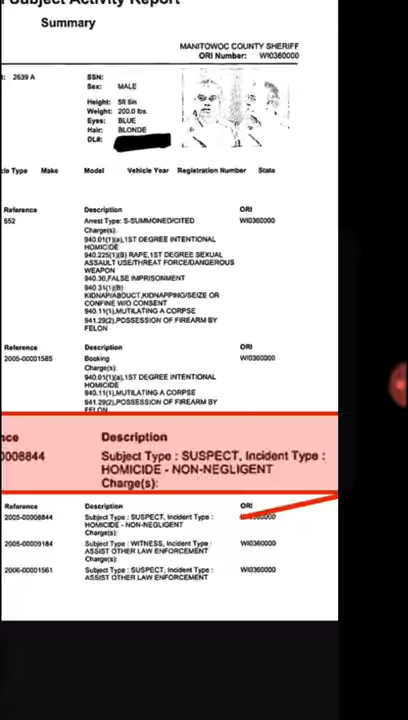 Subject Activity Report
Summary
MANITOWOC COUNTY SHERIFF
ORI Number: WI0360000
2639 A
SSN:
Sex: MALE
Height: 5ft 5in
Weight: 200.0 lbs.
Eyes: BLUE
Hair: BLONDE
DL#:
cle Type Make Model Vehicle Year Registration Number State
Reference Description ORI
552 Arrest Type: S-SUMMONED/CITED WI0360000
Charge(s):
940.01(1)(a),1ST DEGREE INTENTIONAL
HOMICIDE
940.225(1)(B) RAPE,1ST DEGREE SEXUAL
ASSAULT USE/THREAT FORCE/DANGEROUS
WEAPON
940.30,FALSE IMPRISONMENT
940.31(1)(B)
KIDNAP/ABDUCT,KIDNAPPING/SEIZE OR
CONFINE W/O CONSENT
940.11(1),MUTILATING A CORPSE
941.29(2),POSSESSION OF FIREARM BY
FELON
Reference Description ORI
2005-00001585 Booking WI0360000
Charge(s):
940.01(1)(a),1ST DEGREE INTENTIONAL
HOMICIDE
940.11(1),MUTILATING A CORPSE
941.29(2),POSSESSION OF FIREARM BY
FELON
nce Description
0008844 Subject Type : SUSPECT, Incident Type :
HOMICIDE - NON-NEGLIGENT
Charge(s):
Reference Description ORI
2005-00008844 Subject Type : SUSPECT, Incident Type : WI0360000
HOMICIDE - NON-NEGLIGENT
Charge(s):
2005-00009184 Subject Type : WITNESS, Incident Type : WI0360000
ASSIST OTHER LAW ENFORCEMENT
Charge(s):
2006-00001561 Subject Type : SUSPECT, Incident Type : WI0360000
ASSIST OTHER LAW ENFORCEMENT